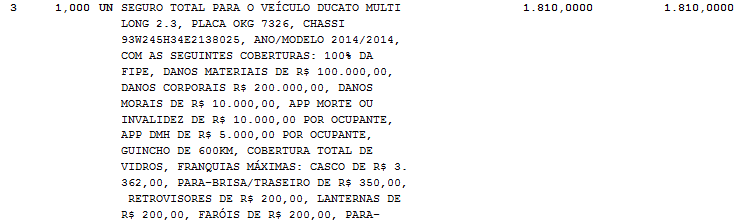 3 1,000 UN SEGURO TOTAL PARA O VEÍCULO DUCATO MULTI 1.810,0000 1.810,0000
LONG 2.3, PLACA OKG 7326, CHASSI
93W245H34E2138025, ANO/MODELO 2014/2014,
COM AS SEGUINTES COBERTURAS: 100% DA
FIPE, DANOS MATERIAIS DE R$ 100.000,00,
DANOS CORPORAIS R$ 200.000,00, DANOS
MORAIS DE R$ 10.000,00, APP MORTE OU
INVALIDEZ DE R$ 10.000,00 POR OCUPANTE,
APP DMH DE R$ 5.000,00 POR OCUPANTE,
GUINCHO DE 600KM, COBERTURA TOTAL DE
VIDROS, FRANQUIAS MÁXIMAS: CASCO DE R$ 3.
362,00, PARA-BRISA/TRASEIRO DE R$ 350,00,
RETROVISORES DE R$ 200,00, LANTERNAS DE
R$ 200,00, FARÓIS DE R$ 200,00, PARA-